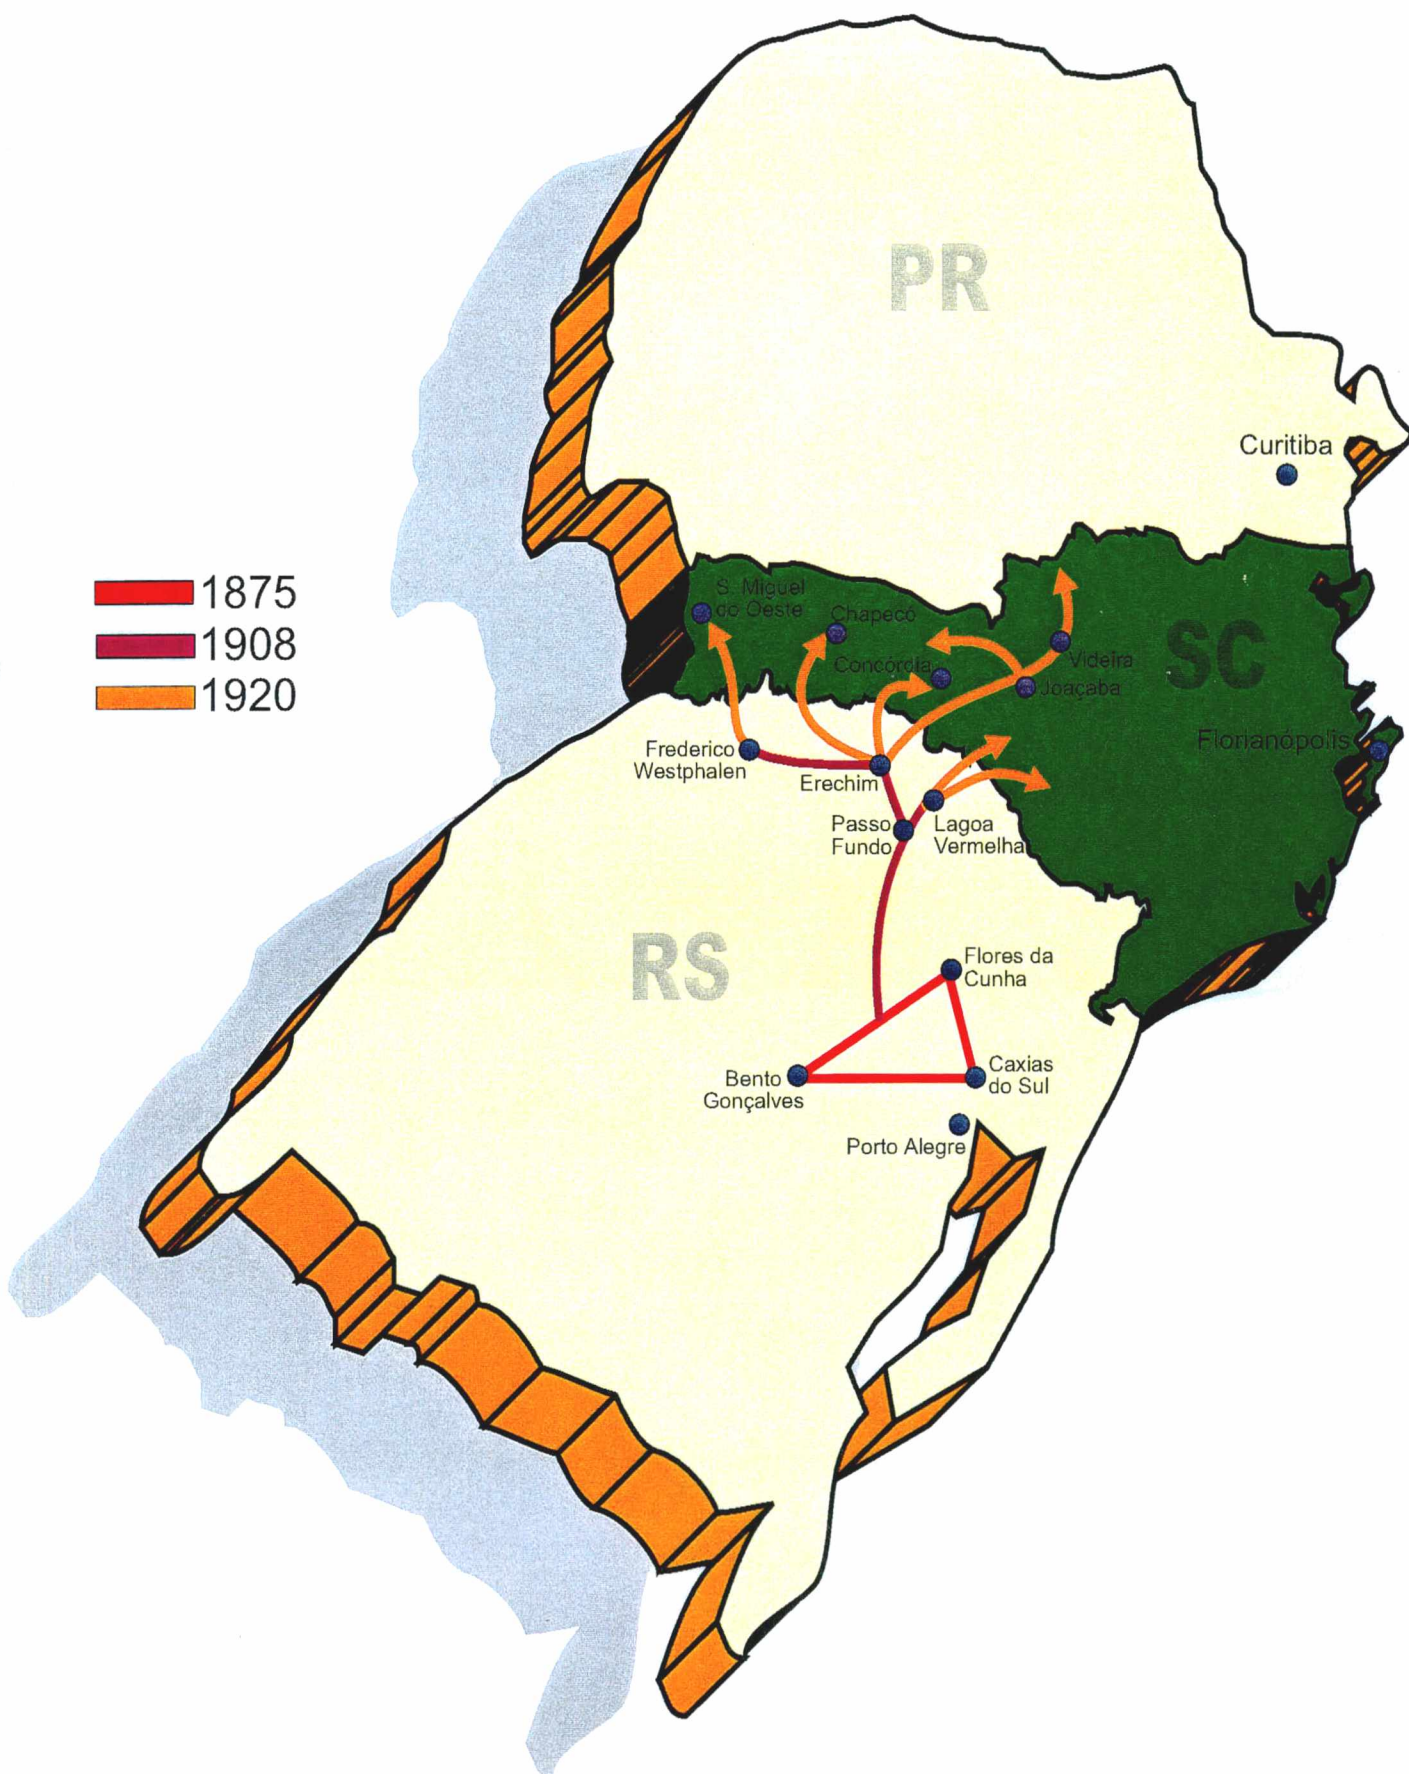 PR
Curitiba
1875
1908
1920
S. Miguel
do Oeste
Chapecó
Concórdia
Videira
Joaçaba
SC
Florianópolis
Frederico
Westphalen
Erechim
Passo
Fundo
Lagoa
Vermelha
RS
Flores da
Cunha
Bento
Gonçalves
Caxias
do Sul
Porto Alegre